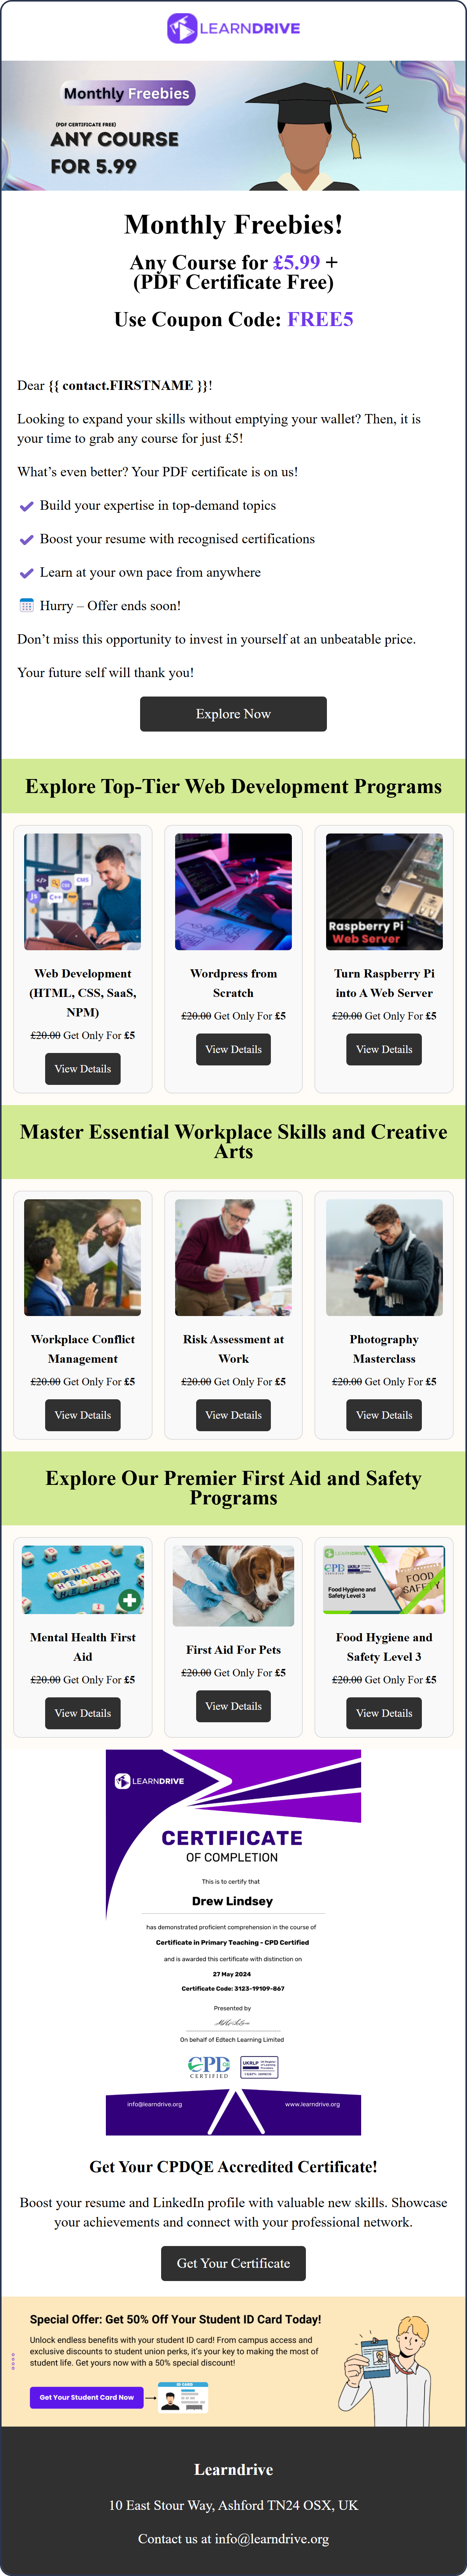 LEARNDRIVE
Monthly Freebies
(PDF CERTIFICATE FREE)
ANY COURSE
FOR 5.99
Monthly Freebies!
Any Course for £5.99 +
(PDF Certificate Free)
Use Coupon Code: FREE5
Dear {{ contact.FIRSTNAME }}!
Looking to expand your skills without emptying your wallet? Then, it is
your time to grab any course for just £5!
What's even better? Your PDF certificate is on us!
Build your expertise in top-demand topics
Boost your resume with recognised certifications
Learn at your own pace from anywhere
Hurry – Offer ends soon!
Don't miss this opportunity to invest in yourself at an unbeatable price.
Your future self will thank you!
Explore Now
Explore Top-Tier Web Development Programs
CMS
C++
Raspberry Pi
Web Server
Web Development
(HTML, CSS, SaaS,
NPM)
£20.00 Get Only For £5
View Details
Wordpress from
Scratch
£20.00 Get Only For £5
View Details
Turn Raspberry Pi
into A Web Server
£20.00 Get Only For £5
View Details
Master Essential Workplace Skills and Creative
Arts
Workplace Conflict
Management
£20.00 Get Only For £5
View Details
Risk Assessment at
Work
£20.00 Get Only For £5
View Details
Photography
Masterclass
£20.00 Get Only For £5
View Details
Explore Our Premier First Aid and Safety
Programs
MENTAL
HEALTH
Mental Health First
Aid
£20.00 Get Only For £5
View Details
First Aid For Pets
£20.00 Get Only For £5
View Details
LEARNDRIVE
CPD
UKRLP
Food Hygiene and
Safety Level 3
FOOD
SAFETY
Food Hygiene and
Safety Level 3
£20.00 Get Only For £5
View Details
LEARNDRIVE
CERTIFICATE
OF COMPLETION
This is to certify that
Drew Lindsey
has demonstrated proficient comprehension in the course of
Certificate in Primary Teaching - CPD Certified
and is awarded this certificate with distinction on
27 May 2024
Certificate Code: 3123-19109-867
Presented by
On behalf of Edtech Learning Limited
CPD
CERTIFIED
UKRLP
info@learndrive.org
www.learndrive.org
Get Your CPDQE Accredited Certificate!
Boost your resume and LinkedIn profile with valuable new skills. Showcase
your achievements and connect with your professional network.
Get Your Certificate
Special Offer: Get 50% Off Your Student ID Card Today!
Unlock endless benefits with your student ID card! From campus access and
exclusive discounts to student union perks, it's your key to making the most of
student life. Get yours now with a 50% special discount!
Get Your Student Card Now
ID CARD
Learndrive
10 East Stour Way, Ashford TN24 OSX, UK
Contact us at info@learndrive.org